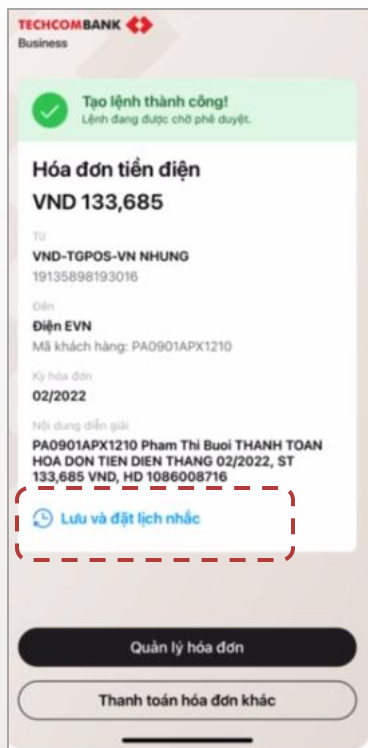 TECHCOMBANK
Business
Tạo lệnh thành công!
Lệnh đang được chờ phê duyệt.
Hóa đơn tiền điện
VND 133,685
Từ
VND-TGPOS-VN NHUNG
19135898193016
Đến
Điện EVN
Mã khách hàng: PA0901APX1210
Kỳ hóa đơn
02/2022
Nội dung diễn giải
PA0901APX1210 Pham Thi Buoi THANH TOAN
HOA DON TIEN DIEN THANG 02/2022, ST
133,685 VND, HD 1086008716
Lưu và đặt lịch nhắc
Quản lý hóa đơn
Thanh toán hóa đơn khác